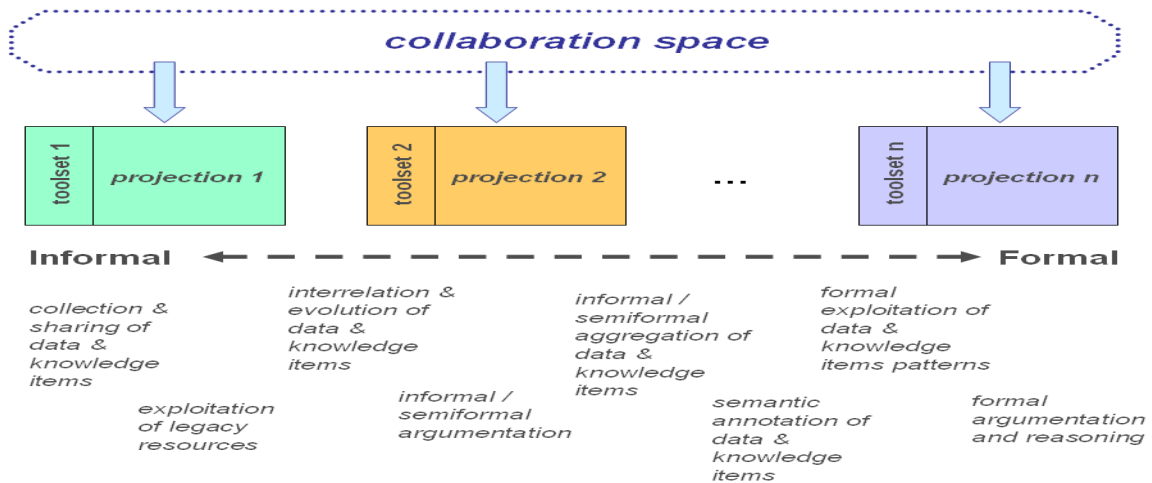 collaboration space
toolset 1
projection 1
toolset 2
projection 2
...
toolset n
projection n
Informal
Formal
collection &
sharing of
data &
knowledge
items
exploitation
of legacy
resources
interrelation &
evolution of
data &
knowledge
items
informal /
semiformal
argumentation
informal /
semiformal
aggregation of
data &
knowledge
items
semantic
annotation of
data &
knowledge
items
formal
exploitation of
data &
knowledge
items patterns
formal
argumentation
and reasoning